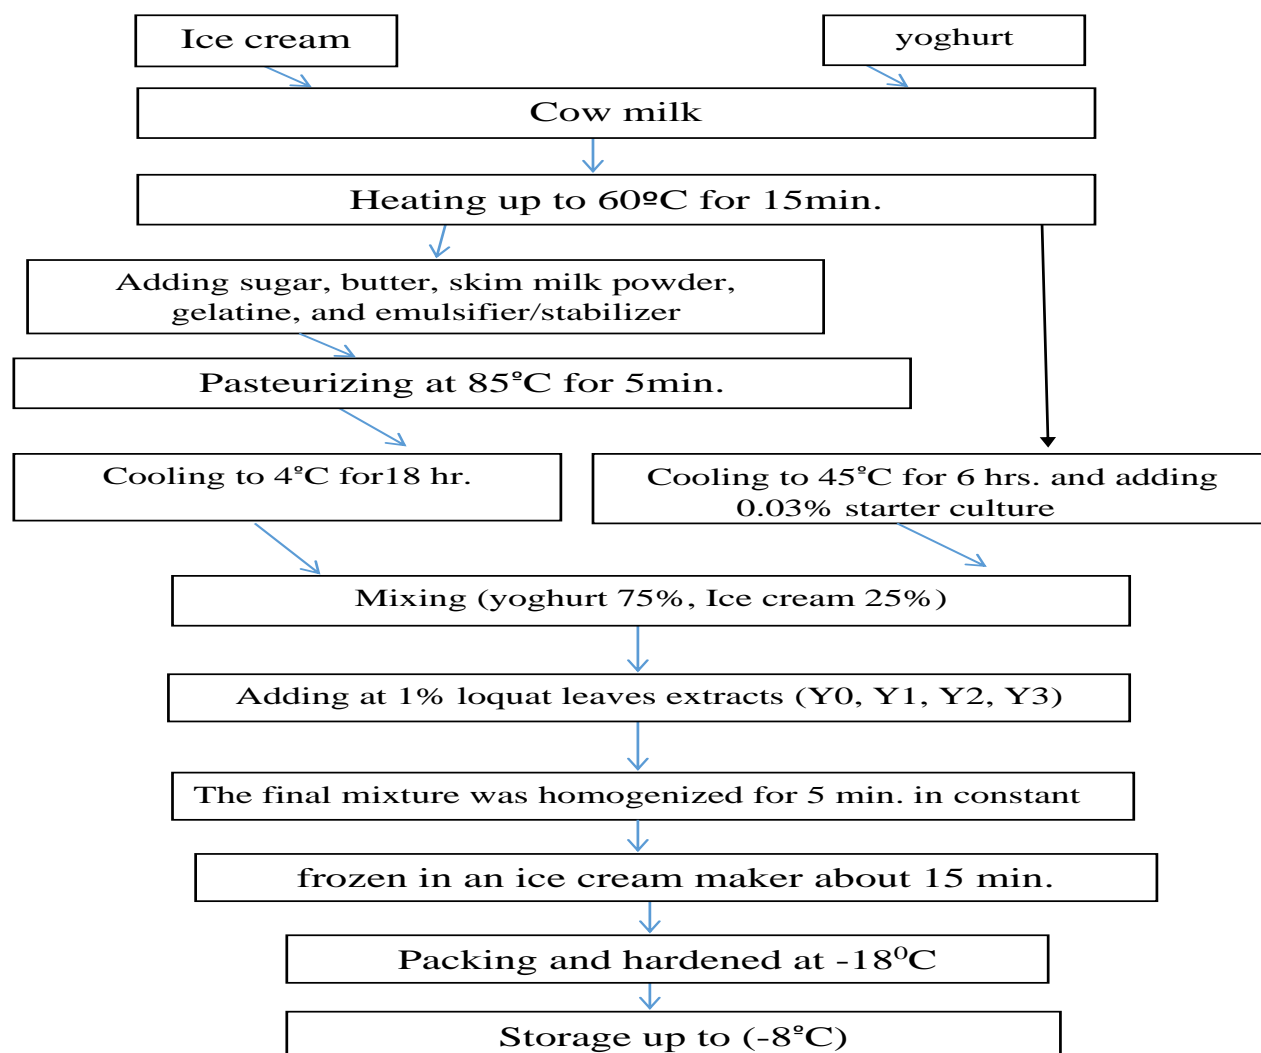 Ice cream
yoghurt
Cow milk
Heating up to 60ºC for 15min.
Adding sugar, butter, skim milk powder,
gelatine, and emulsifier/stabilizer
Pasteurizing at 85ºC for 5min.
Cooling to 4ºC for18 hr.
Cooling to 45ºC for 6 hrs. and adding
0.03% starter culture
Mixing (yoghurt 75%, Ice cream 25%)
Adding at 1% loquat leaves extracts (Y0, Y1, Y2, Y3)
The final mixture was homogenized for 5 min. in constant
frozen in an ice cream maker about 15 min.
Packing and hardened at -18⁰C
Storage up to (-8ºC)